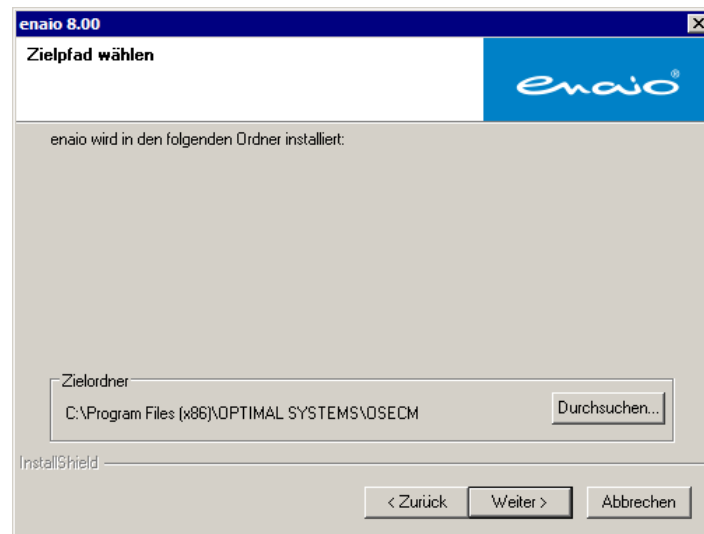 enaio 8.00
Zielpfad wählen
enaio®
enaio wird in den folgenden Ordner installiert:
Zielordner
C:\Program Files (x86)\OPTIMAL SYSTEMS\OSECM
Durchsuchen...
InstallShield
< Zurück
Weiter >
Abbrechen